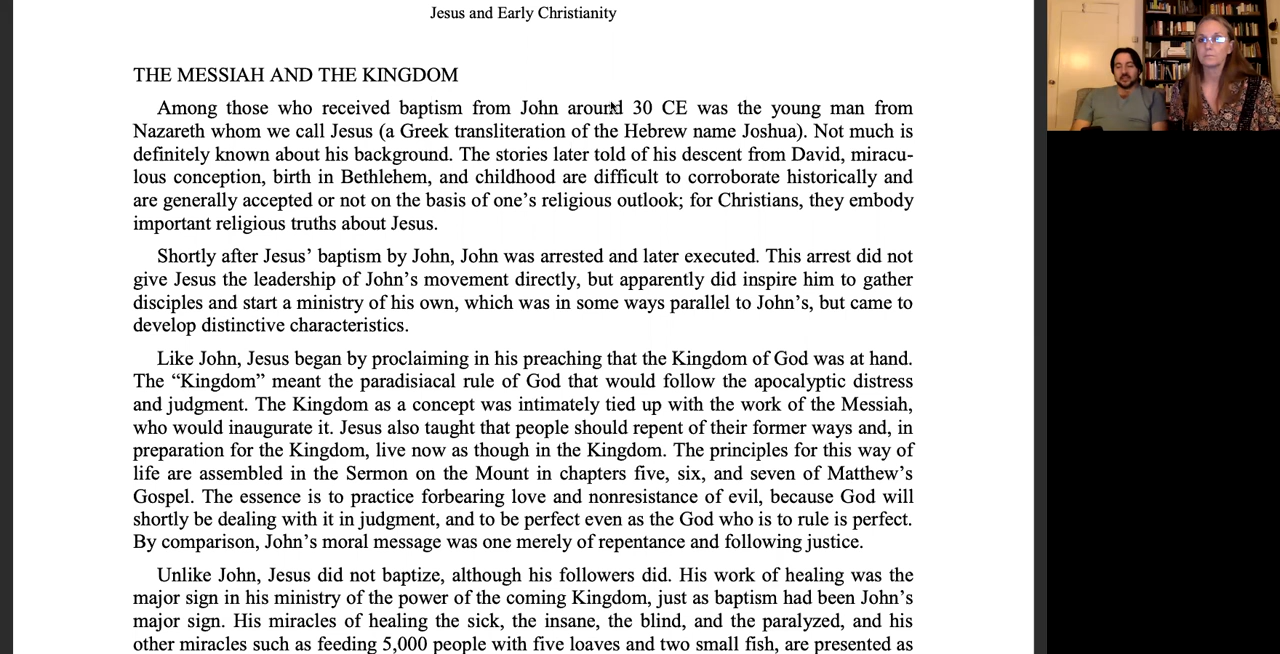 Jesus and Early Christianity
THE MESSIAH AND THE KINGDOM
Among those who received baptism from John around 30 CE was the young man from
Nazareth whom we call Jesus (a Greek transliteration of the Hebrew name Joshua). Not much is
definitely known about his background. The stories later told of his descent from David, miracu-
lous conception, birth in Bethlehem, and childhood are difficult to corroborate historically and
are generally accepted or not on the basis of one’s religious outlook; for Christians, they embody
important religious truths about Jesus.
Shortly after Jesus’ baptism by John, John was arrested and later executed. This arrest did not
give Jesus the leadership of John’s movement directly, but apparently did inspire him to gather
disciples and start a ministry of his own, which was in some ways parallel to John’s, but came to
develop distinctive characteristics.
Like John, Jesus began by proclaiming in his preaching that the Kingdom of God was at hand.
The “Kingdom” meant the paradisiacal rule of God that would follow the apocalyptic distress
and judgment. The Kingdom as a concept was intimately tied up with the work of the Messiah,
who would inaugurate it. Jesus also taught that people should repent of their former ways and, in
preparation for the Kingdom, live now as though in the Kingdom. The principles for this way of
life are assembled in the Sermon on the Mount in chapters five, six, and seven of Matthew’s
Gospel. The essence is to practice forbearing love and nonresistance of evil, because God will
shortly be dealing with it in judgment, and to be perfect even as the God who is to rule is perfect.
By comparison, John’s moral message was one merely of repentance and following justice.
Unlike John, Jesus did not baptize, although his followers did. His work of healing was the
major sign in his ministry of the power of the coming Kingdom, just as baptism had been John’s
major sign. His miracles of healing the sick, the insane, the blind, and the paralyzed, and his
other miracles such as feeding 5,000 people with five loaves and two small fish, are presented as